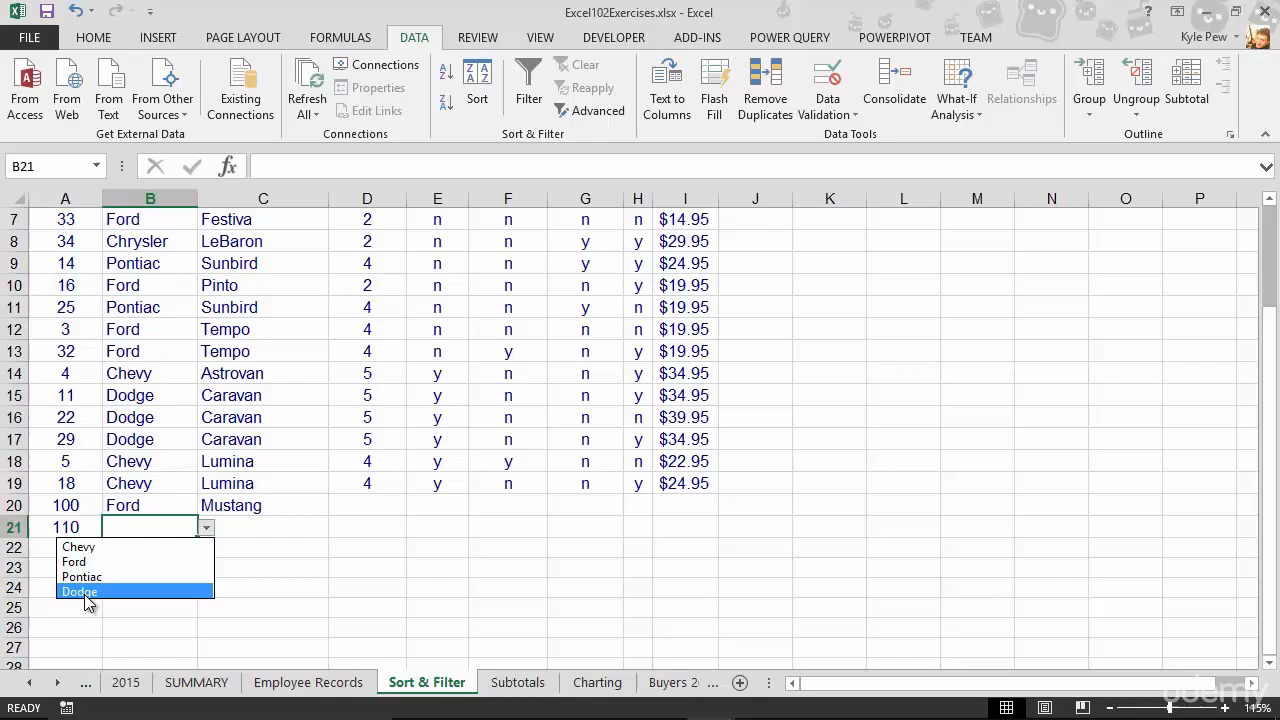 Excel102Exercises.xlsx - Excel
FILE HOME INSERT PAGE LAYOUT FORMULAS DATA REVIEW VIEW DEVELOPER ADD-INS POWER QUERY POWERPIVOT TEAM Kyle Pew
From Access
From Web
From Text
From Other Sources
Existing Connections
Get External Data
Refresh All
Connections
Properties
Edit Links
Connections
Sort
Filter
Clear
Reapply
Advanced
Sort & Filter
Text to Columns
Flash Fill
Remove Duplicates
Data Validation
Consolidate
What-If Analysis
Relationships
Data Tools
Group
Ungroup
Subtotal
Outline
B21 fx
A B C D E F G H I J K L M N O P
7 33 Ford Festiva 2 n n n n $14.95
8 34 Chrysler LeBaron 2 n n y y $29.95
9 14 Pontiac Sunbird 4 n n y y $24.95
10 16 Ford Pinto 2 n n n y $19.95
11 25 Pontiac Sunbird 4 n n y n $19.95
12 3 Ford Tempo 4 n n n n $19.95
13 32 Ford Tempo 4 n y n y $19.95
14 4 Chevy Astrovan 5 y n n y $34.95
15 11 Dodge Caravan 5 y n n y $34.95
16 22 Dodge Caravan 5 y n n y $39.95
17 29 Dodge Caravan 5 y n n y $34.95
18 5 Chevy Lumina 4 y y n n $22.95
19 18 Chevy Lumina 4 y n n y $24.95
20 100 Ford Mustang
21 110
Chevy
Ford
Pontiac
Dodge
22
23
24
25
26
27
28
... 2015 SUMMARY Employee Records Sort & Filter Subtotals Charting Buyers 2 ...
udemy
READY 115%